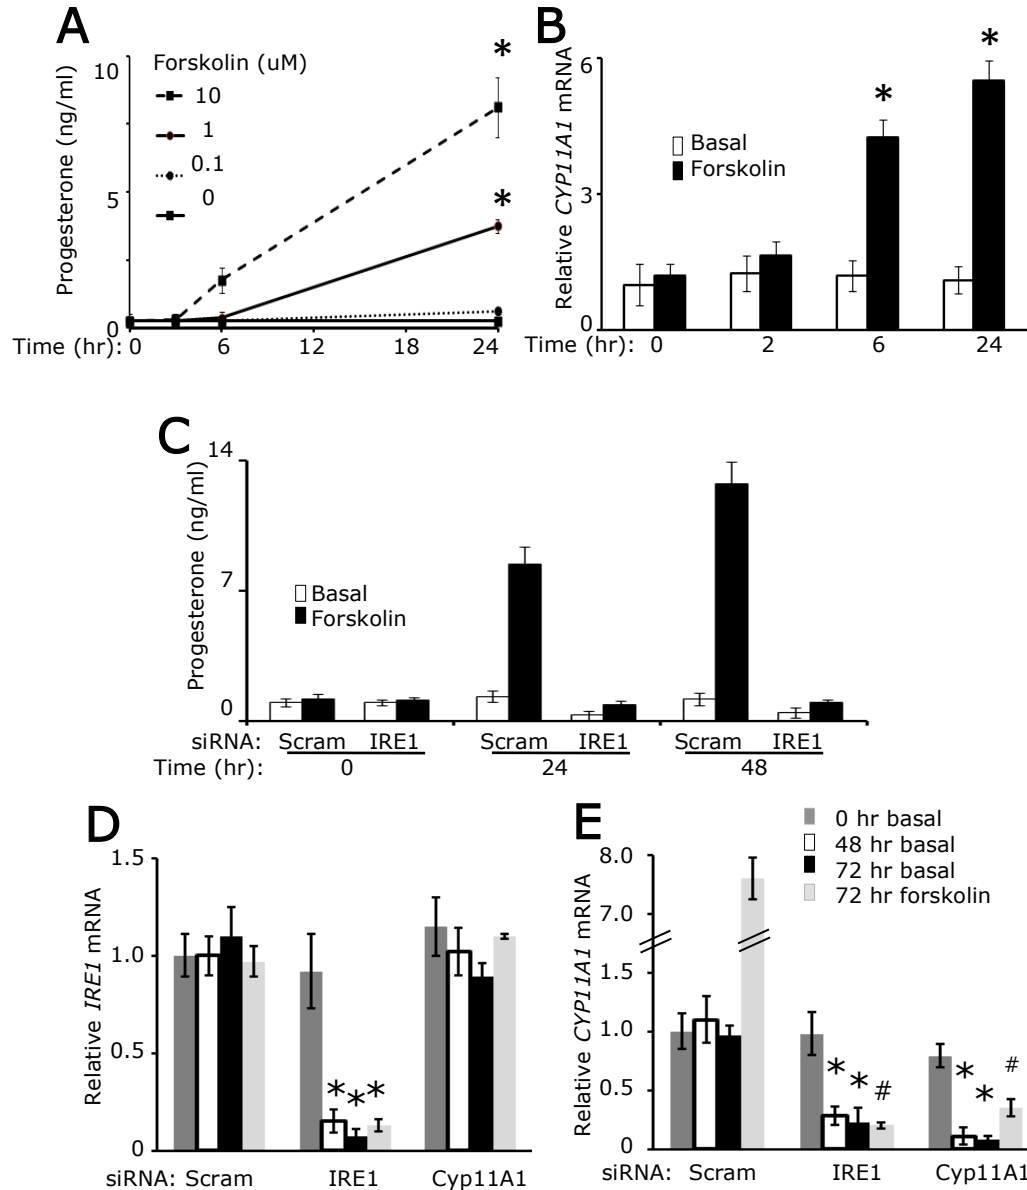 A
Progesterone (ng/ml)
10
5
0
Forskolin (uM)
10
1
0.1
0
*
*
Time (hr): 0 6 12 18 24
B
Relative CYP11A1 mRNA
6
3
0
Basal
Forskolin
*
*
Time (hr): 0 2 6 24
C
Progesterone (ng/ml)
14
7
0
Basal
Forskolin
siRNA: Scram IRE1 Scram IRE1 Scram IRE1
Time (hr): 0 24 48
D
Relative IRE1 mRNA
1.5
1.0
0.5
0
* * *
siRNA: Scram IRE1 Cyp11A1
E
Relative CYP11A1 mRNA
8.0
7.0
1.5
1.0
0.5
0
0 hr basal
48 hr basal
72 hr basal
72 hr forskolin
* * #
* * #
siRNA: Scram IRE1 Cyp11A1